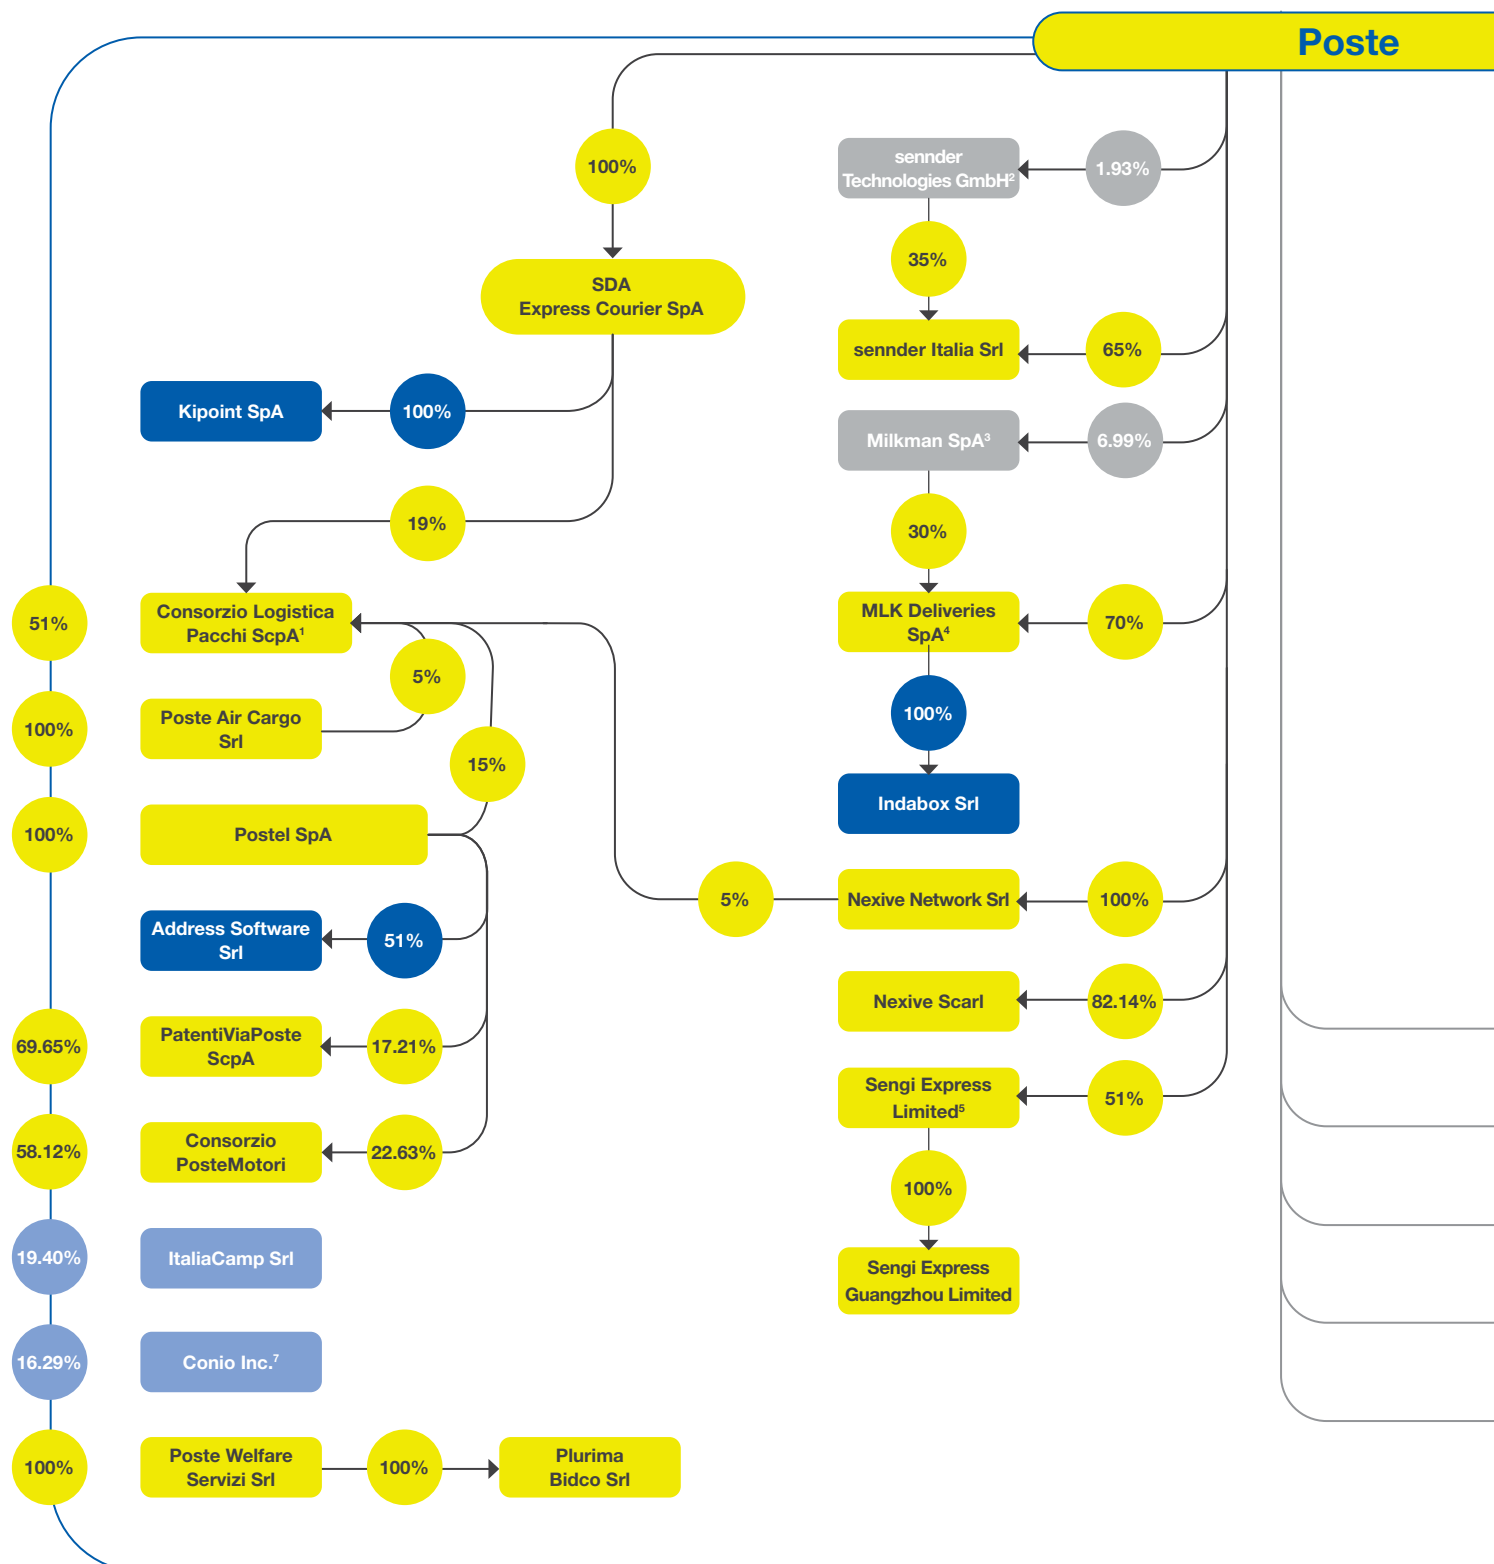 Poste
100%
sennder
Technologies GmbH²
1.93%
35%
SDA
Express Courier SpA
sennder Italia Srl
65%
Kipoint SpA
100%
Milkman SpA³
6.99%
19%
30%
51%
Consorzio Logistica
Pacchi ScpA¹
MLK Deliveries
SpA⁴
70%
5%
100%
Poste Air Cargo
Srl
100%
15%
Indabox Srl
100%
Postel SpA
5%
Nexive Network Srl
100%
Address Software
Srl
51%
Nexive Scarl
82.14%
69.65%
PatentiViaPoste
ScpA
17.21%
Sengi Express
Limited⁵
51%
58.12%
Consorzio
PosteMotori
22.63%
100%
19.40%
ItaliaCamp Srl
Sengi Express
Guangzhou Limited
16.29%
Conio Inc.⁷
100%
Poste Welfare
Servizi Srl
100%
Plurima
Bidco Srl